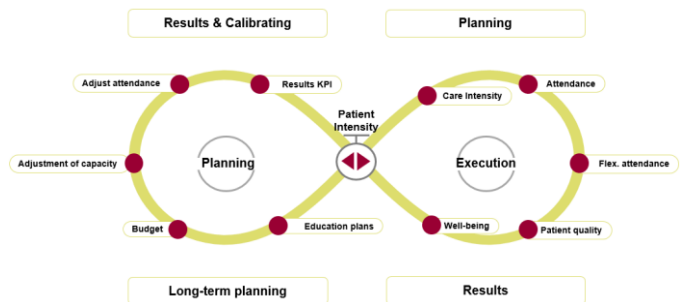 Results & Calibrating
Planning
Adjust attendance
Results KPI
Attendance
Care Intensity
Patient
Intensity
Adjustment of capacity
Planning
Execution
Flex. attendance
Budget
Education plans
Well-being
Patient quality
Long-term planning
Results